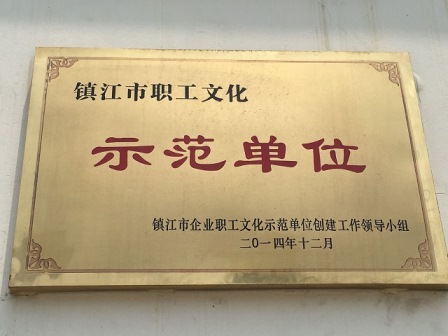 镇江市职工文化
示范单位
镇江市企业职工文化示范单位创建工作领导小组
二0一四年十二月